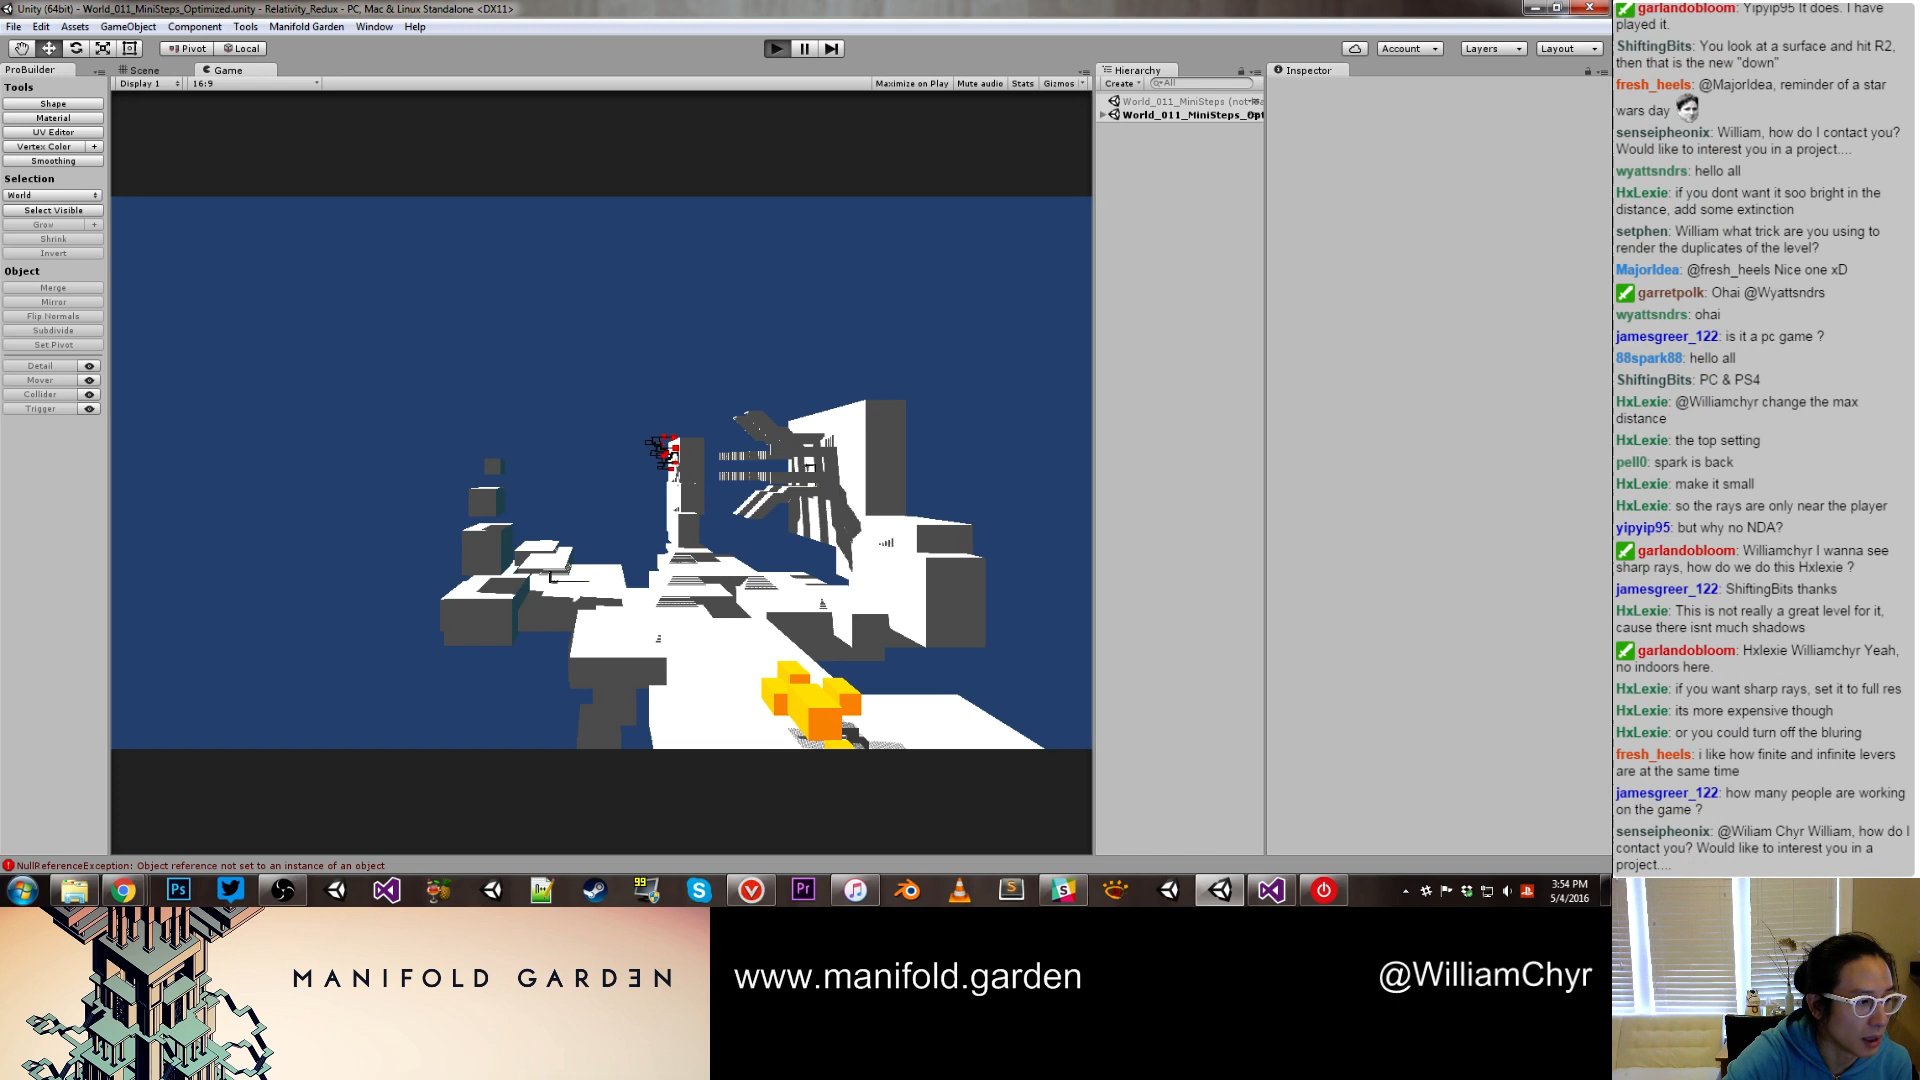 Unity (64bit) - World_011_MiniSteps_Optimized.unity - Relativity_Redux - PC, Mac & Linux Standalone <DX11>
File Edit Assets GameObject Component Tools Manifold Garden Window Help
Pivot Local Account Layers Layout
ProBuilder
Tools
Shape
Material
UV Editor
Vertex Color +
Smoothing
Selection
World
Select Visible
Grow +
Shrink
Invert
Object
Merge
Mirror
Flip Normals
Subdivide
Set Pivot
Detail
Mover
Collider
Trigger
Scene Game
Display 1 16:9 Maximize on Play Mute audio Stats Gizmos
Hierarchy
Create All
World_011_MiniSteps (not
World_011_MiniSteps_Opt
Inspector
NullReferenceException: Object reference not set to an instance of an object
99
3:54 PM
5/4/2016
garlandobloom: Yipyip95 It does. I have
played it.
ShiftingBits: You look at a surface and hit R2,
then that is the new "down"
fresh_heels: @MajorIdea, reminder of a star
wars day
senseipheonix: William, how do I contact you?
Would like to interest you in a project....
wyattsndrs: hello all
HxLexie: if you dont want it soo bright in the
distance, add some extinction
setphen: William what trick are you using to
render the duplicates of the level?
MajorIdea: @fresh_heels Nice one xD
garretpolk: Ohai @Wyattsndrs
wyattsndrs: ohai
jamesgreer_122: is it a pc game ?
88spark88: hello all
ShiftingBits: PC & PS4
HxLexie: @Williamchyr change the max
distance
HxLexie: the top setting
pell0: spark is back
HxLexie: make it small
HxLexie: so the rays are only near the player
yipyip95: but why no NDA?
garlandobloom: Williamchyr I wanna see
sharp rays, how do we do this Hxlexie ?
jamesgreer_122: ShiftingBits thanks
HxLexie: This is not really a great level for it,
cause there isnt much shadows
garlandobloom: Hxlexie Williamchyr Yeah,
no indoors here.
HxLexie: if you want sharp rays, set it to full res
HxLexie: its more expensive though
HxLexie: or you could turn off the bluring
fresh_heels: i like how finite and infinite levers
are at the same time
jamesgreer_122: how many people are working
on the game ?
senseipheonix: @Wiliam Chyr William, how do I
contact you? Would like to interest you in a
project....
MANIFOLD GARDƎN
www.manifold.garden
@WilliamChyr